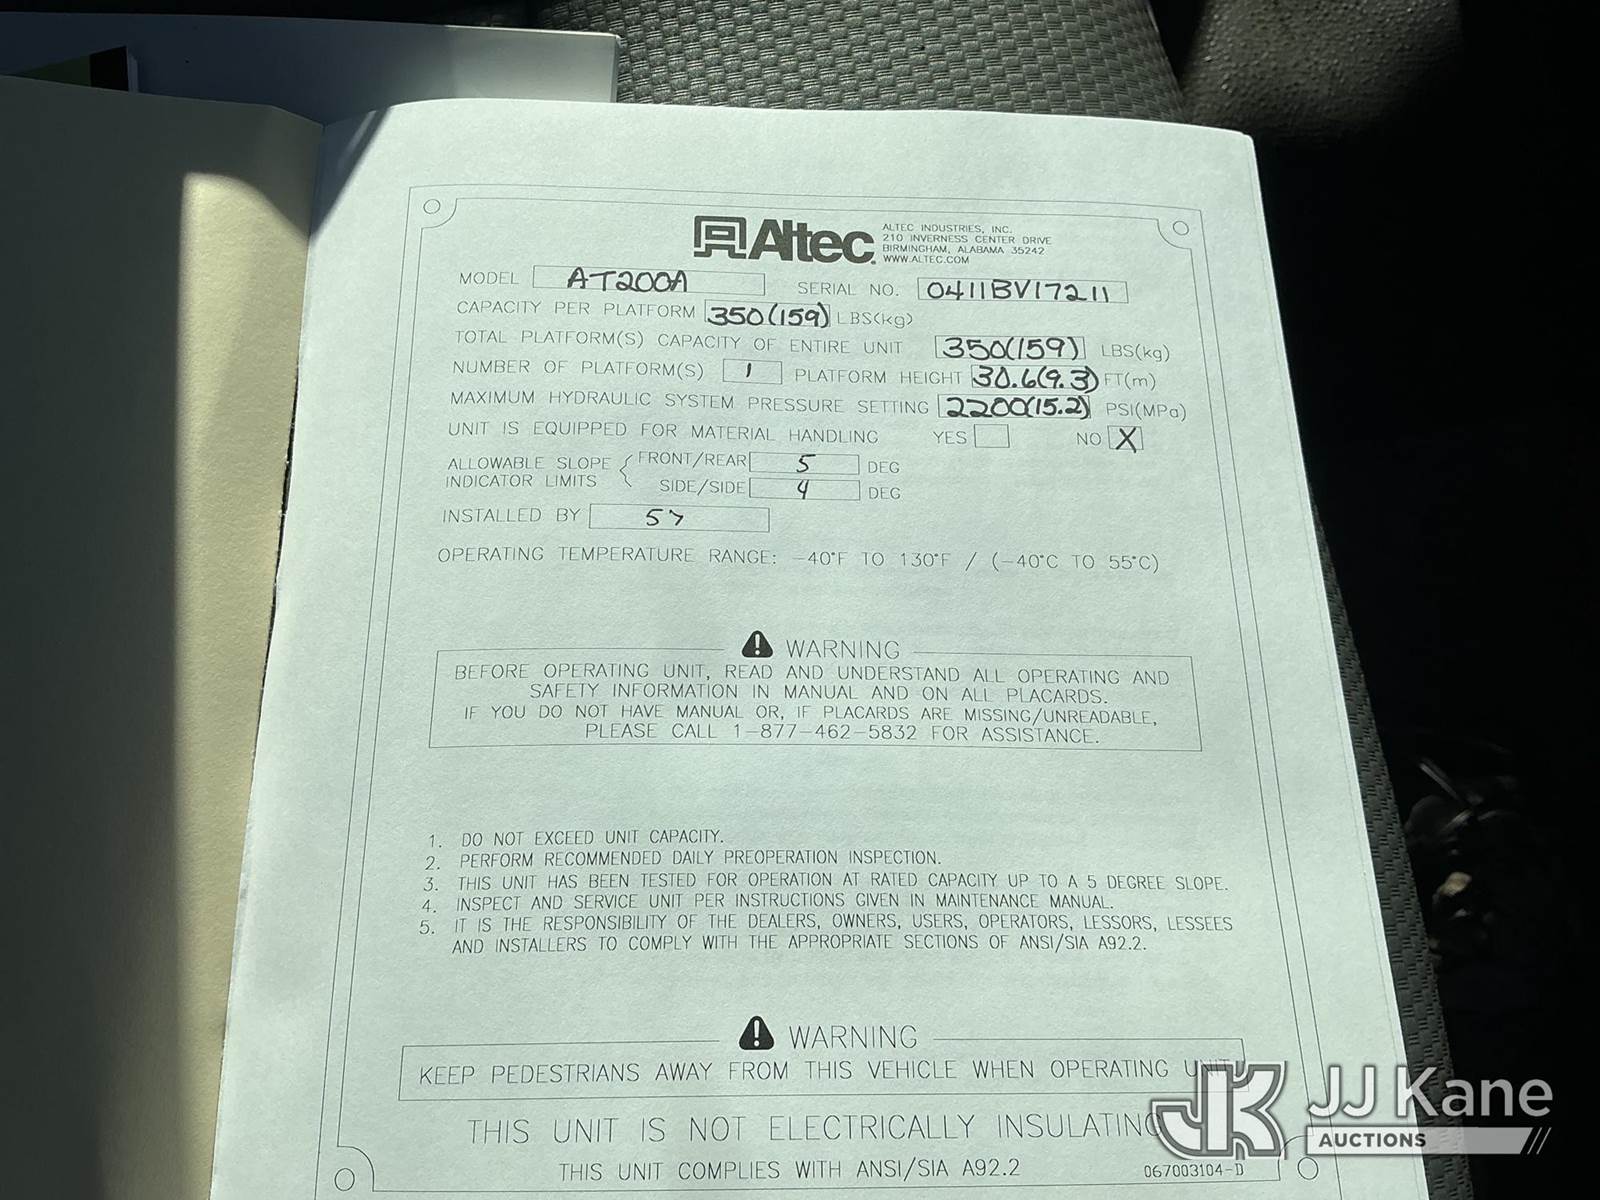 Altec
ALTEC INDUSTRIES, INC.
210 INVERNESS CENTER DRIVE
BIRMINGHAM, ALABAMA 35242
WWW.ALTEC.COM
MODEL AT200A SERIAL NO. 0411BV17211
CAPACITY PER PLATFORM 350(159) LBS(kg)
TOTAL PLATFORM(S) CAPACITY OF ENTIRE UNIT 350(159) LBS(kg)
NUMBER OF PLATFORM(S) 1 PLATFORM HEIGHT 30.6(9.3) FT(m)
MAXIMUM HYDRAULIC SYSTEM PRESSURE SETTING 2200(15.2) PSI(MPa)
UNIT IS EQUIPPED FOR MATERIAL HANDLING YES NO X
ALLOWABLE SLOPE INDICATOR LIMITS FRONT/REAR 5 DEG
SIDE/SIDE 4 DEG
INSTALLED BY
OPERATING TEMPERATURE RANGE: -40°F TO 130°F / (-40°C TO 55°C)
WARNING
BEFORE OPERATING UNIT, READ AND UNDERSTAND ALL OPERATING AND
SAFETY INFORMATION IN MANUAL AND ON ALL PLACARDS.
IF YOU DO NOT HAVE MANUAL OR, IF PLACARDS ARE MISSING/UNREADABLE,
PLEASE CALL 1-877-462-5832 FOR ASSISTANCE.
1. DO NOT EXCEED UNIT CAPACITY.
2. PERFORM RECOMMENDED DAILY PREOPERATION INSPECTION.
3. THIS UNIT HAS BEEN TESTED FOR OPERATION AT RATED CAPACITY UP TO A 5 DEGREE SLOPE.
4. INSPECT AND SERVICE UNIT PER INSTRUCTIONS GIVEN IN MAINTENANCE MANUAL.
5. IT IS THE RESPONSIBILITY OF THE DEALERS, OWNERS, USERS, OPERATORS, LESSORS, LESSEES
AND INSTALLERS TO COMPLY WITH THE APPROPRIATE SECTIONS OF ANSI/SIA A92.2.
WARNING
KEEP PEDESTRIANS AWAY FROM THIS VEHICLE WHEN OPERATING UNIT
THIS UNIT IS NOT ELECTRICALLY INSULATING
THIS UNIT COMPLIES WITH ANSI/SIA A92.2
067003104-D
JK JJ Kane
AUCTIONS